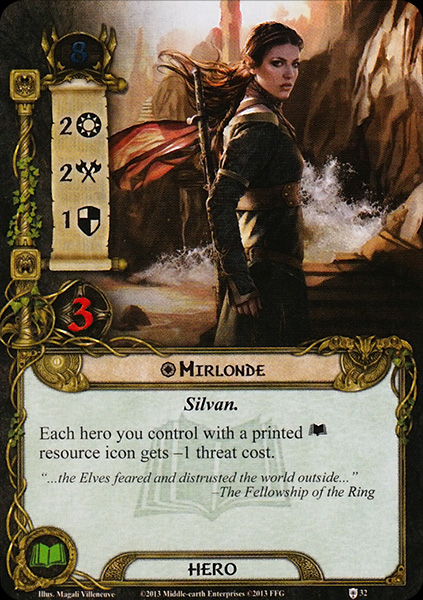 8
2
2
1
3
MIRLONDE
Silvan.
Each hero you control with a printed
resource icon gets –1 threat cost.
“...the Elves feared and distrusted the world outside...”
–The Fellowship of the Ring
HERO
Illus. Magali Villeneuve ©2013 Middle-earth Enterprises ©2013 FFG 32